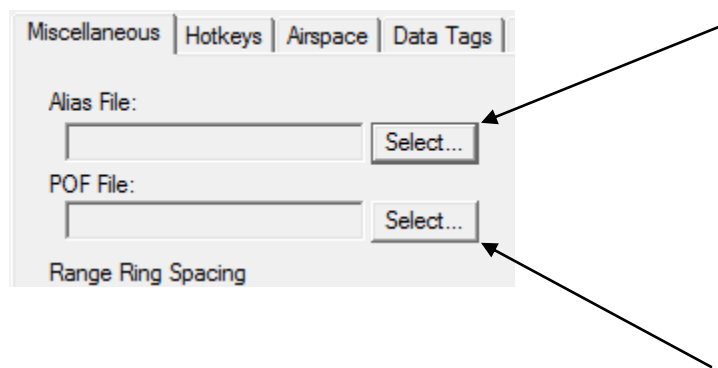 Miscellaneous Hotkeys Airspace Data Tags
Alias File:
Select...
POF File:
Select...
Range Ring Spacing